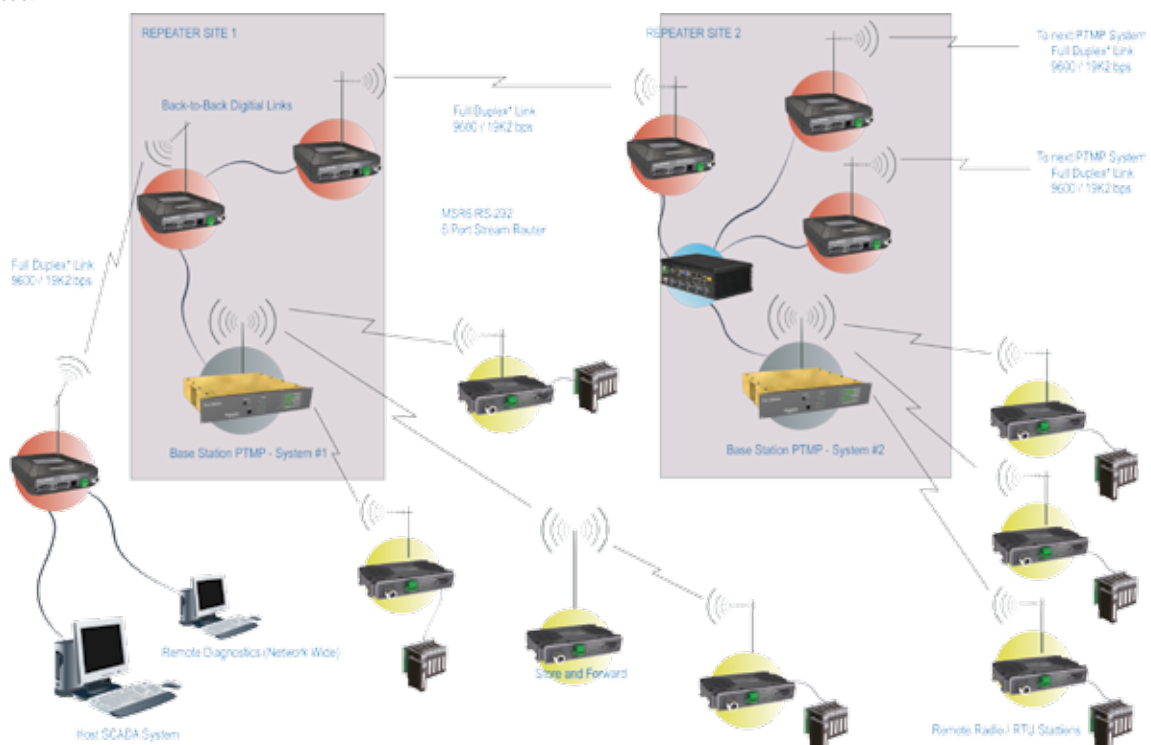 REPEATER SITE 1
Back-to-Back Digitial Links
Full Duplex* Link
9600 / 19K2 bps
REPEATER SITE 2
To next PTMP System
Full Duplex* Link
9600 / 19K2 bps
To next PTMP System
Full Duplex* Link
9600 / 19K2 bps
MSR6 RS-232
6 Port Stream Router
Full Duplex* Link
9600 / 19K2 bps
Base Station PTMP - System #1
Base Station PTMP - System #2
Remote Diagnostics (Network Wide)
Store and Forward
Host SCADA System
Remote Radio / RTU Stattions